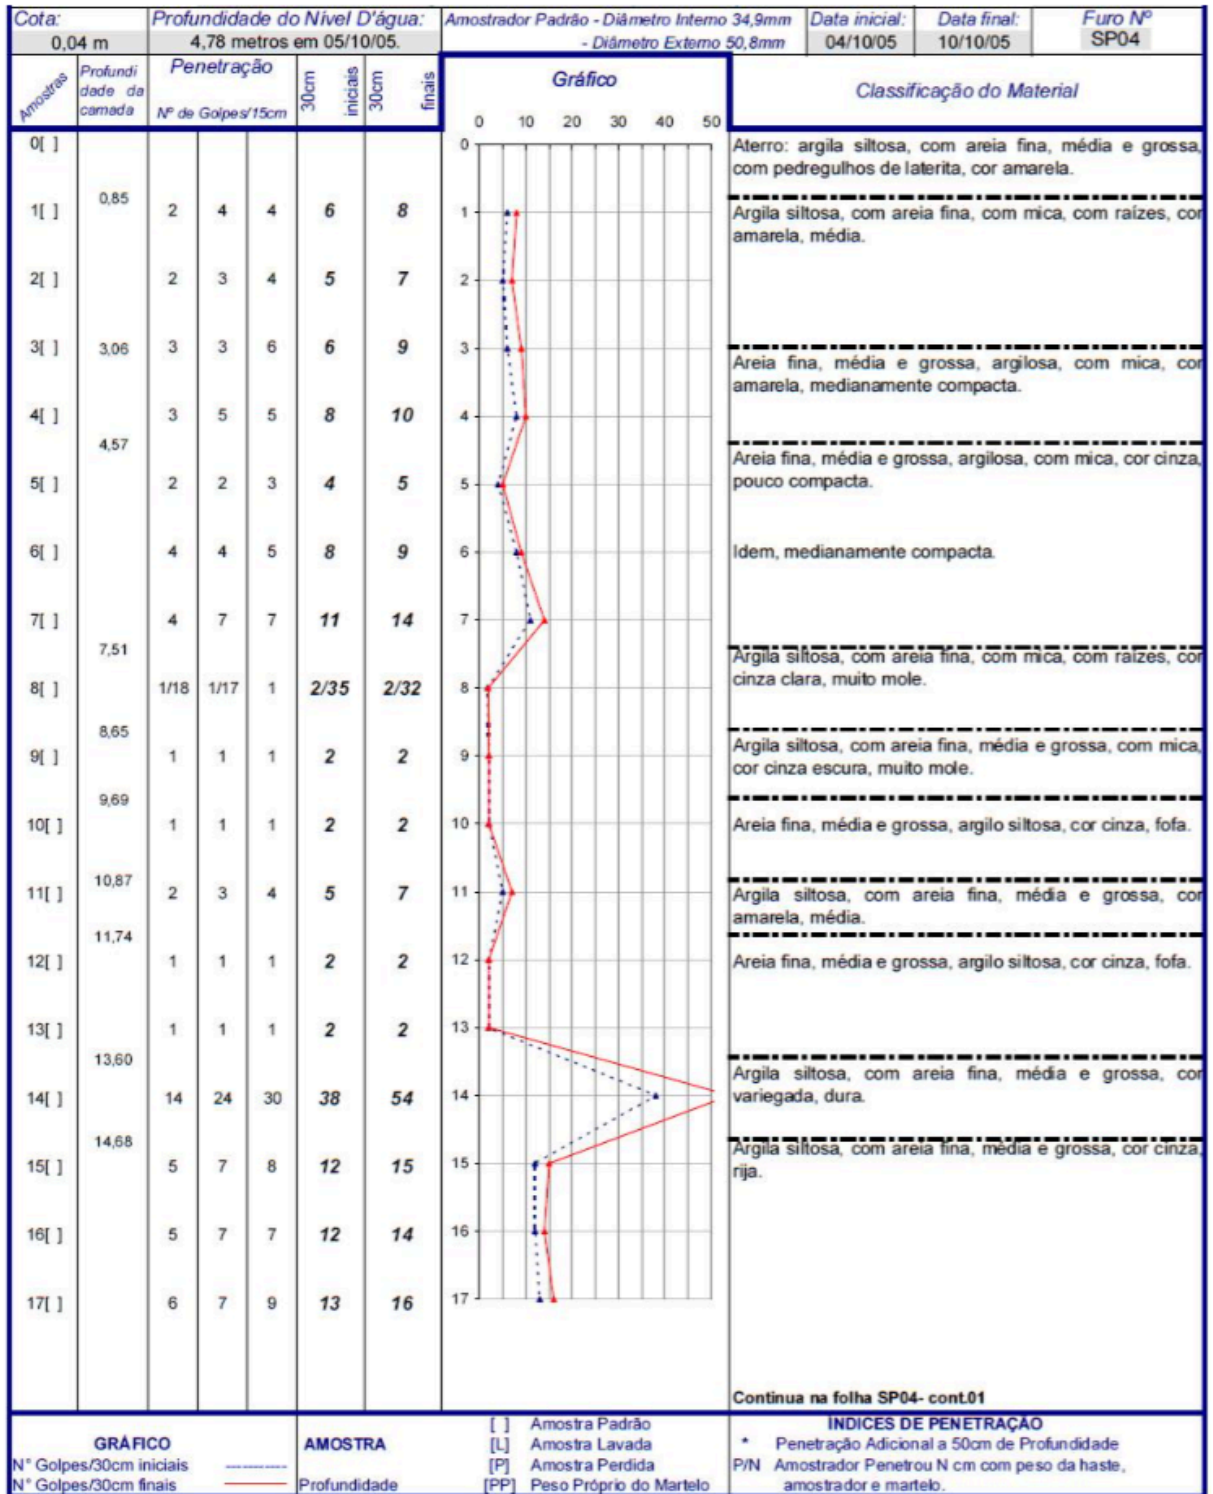 Cota: Profundidade do Nível D'água: Amostrador Padrão - Diâmetro Interno 34,9mm Data inicial: Data final: Furo Nº
0,04 m 4,78 metros em 05/10/05. - Diâmetro Externo 50,8mm 04/10/05 10/10/05 SP04
Amostras Profundi dade da camada Penetração Nº de Golpes/15cm 30cm iniciais 30cm finais Gráfico Classificação do Material
0 10 20 30 40 50
0[ ] 0 Aterro: argila siltosa, com areia fina, média e grossa,
com pedregulhos de laterita, cor amarela.
0,85
1[ ] 2 4 4 6 8 1 Argila siltosa, com areia fina, com mica, com raízes, cor
amarela, média.
2[ ] 2 3 4 5 7 2
3[ ] 3,06 3 3 6 6 9 3
Areia fina, média e grossa, argilosa, com mica, cor
amarela, medianamente compacta.
4[ ] 3 5 5 8 10 4
4,57
Areia fina, média e grossa, argilosa, com mica, cor cinza,
5[ ] 2 2 3 4 5 5 pouco compacta.
6[ ] 4 4 5 8 9 6 Idem, medianamente compacta.
7[ ] 4 7 7 11 14 7
7,51
Argila siltosa, com areia fina, com mica, com raízes, cor
8[ ] 1/18 1/17 1 2/35 2/32 8 cinza clara, muito mole.
8,65
Argila siltosa, com areia fina, média e grossa, com mica,
9[ ] 1 1 1 2 2 9 cor cinza escura, muito mole.
9,69
10[ ] 1 1 1 2 2 10 Areia fina, média e grossa, argilo siltosa, cor cinza, fofa.
10,87
11[ ] 2 3 4 5 7 11 Argila siltosa, com areia fina, média e grossa, cor
amarela, média.
11,74
12[ ] 1 1 1 2 2 12 Areia fina, média e grossa, argilo siltosa, cor cinza, fofa.
13[ ] 1 1 1 2 2 13
13,60
Argila siltosa, com areia fina, média e grossa, cor
14[ ] 14 24 30 38 54 14 variegada, dura.
14,68
Argila siltosa, com areia fina, média e grossa, cor cinza,
15[ ] 5 7 8 12 15 15 rija.
16[ ] 5 7 7 12 14 16
17[ ] 6 7 9 13 16 17
Continua na folha SP04- cont.01
GRÁFICO
N° Golpes/30cm iniciais
N° Golpes/30cm finais
AMOSTRA
Profundidade
[ ] Amostra Padrão
[L] Amostra Lavada
[P] Amostra Perdida
[PP] Peso Próprio do Martelo
INDICES DE PENETRAÇÃO
* Penetração Adicional a 50cm de Profundidade
P/N Amostrador Penetrou N cm com peso da haste,
amostrador e martelo.